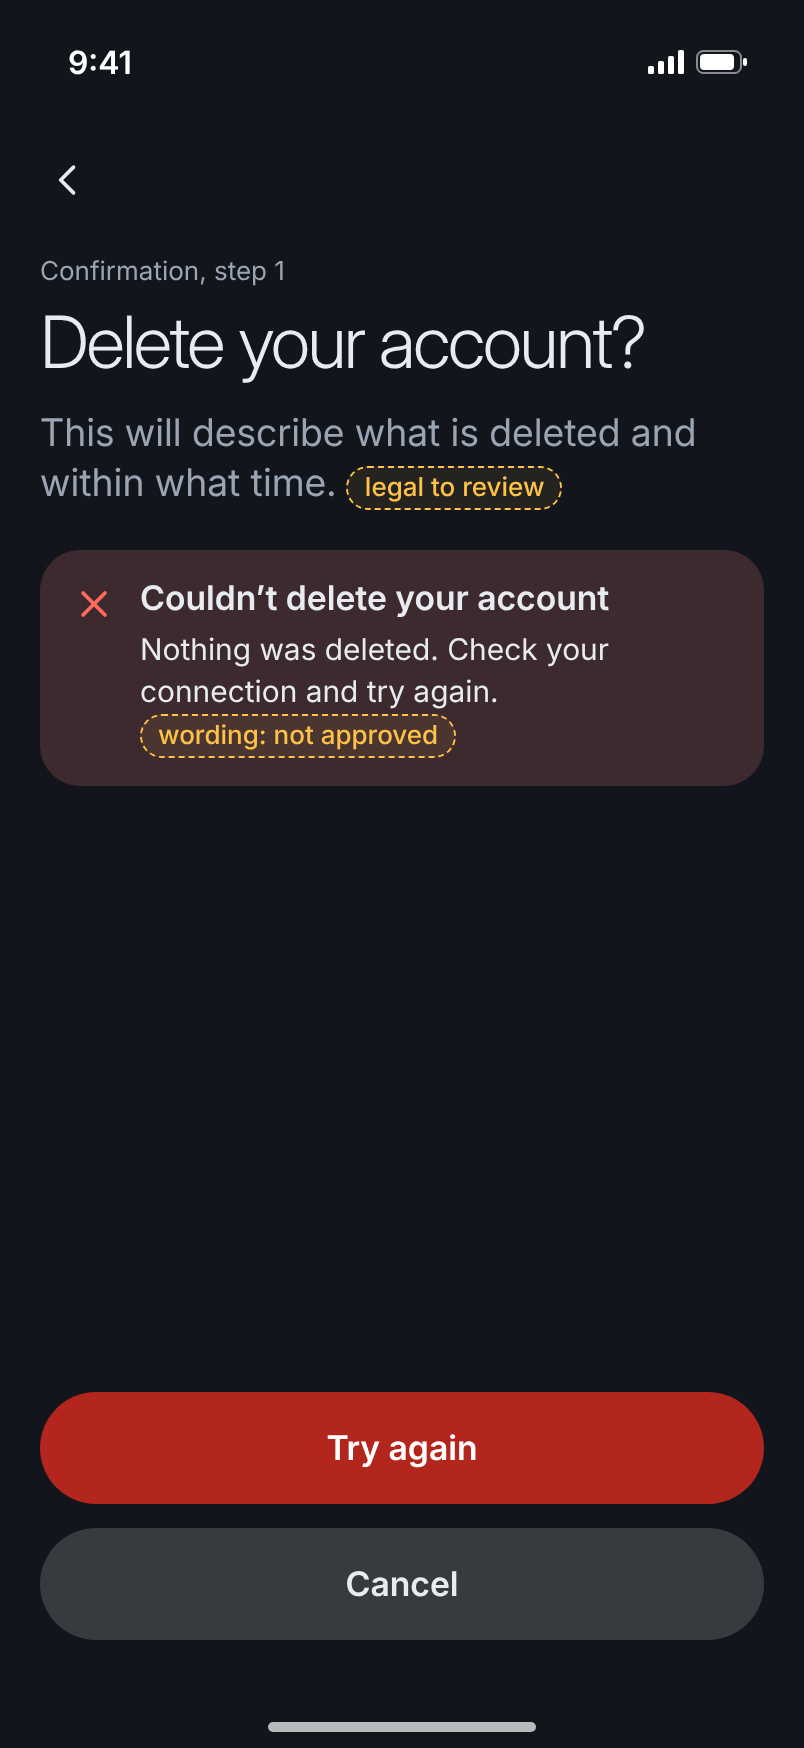 9:41
Confirmation, step 1
Delete your account?
This will describe what is deleted and
within what time. legal to review
Couldn’t delete your account
Nothing was deleted. Check your
connection and try again.
wording: not approved
Try again
Cancel